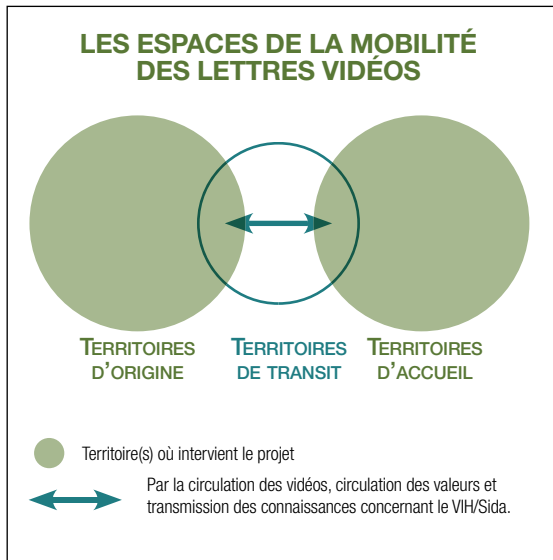 LES ESPACES DE LA MOBILITÉ
DES LETTRES VIDÉOS
TERRITOIRES
D'ORIGINE
TERRITOIRES
DE TRANSIT
TERRITOIRES
D'ACCUEIL
Territoire(s) où intervient le projet
Par la circulation des vidéos, circulation des valeurs et
transmission des connaissances concernant le VIH/Sida.